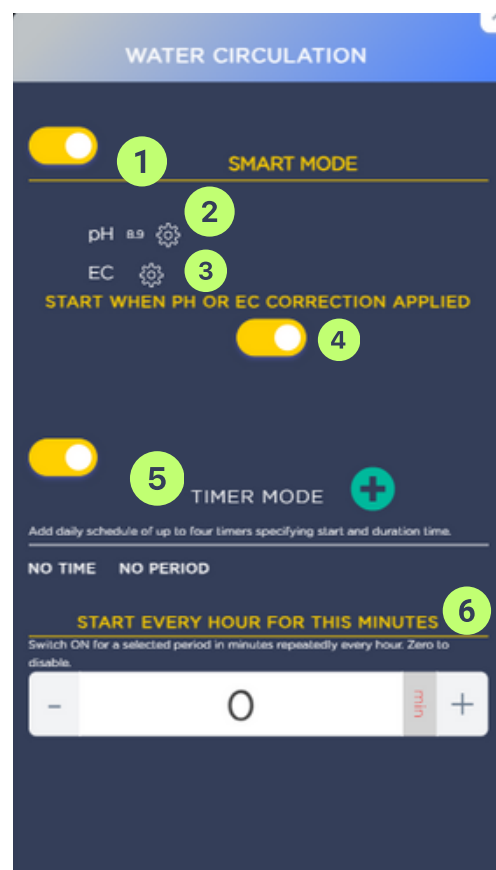 WATER CIRCULATION
1
SMART MODE
2
pH 8.9
EC
3
START WHEN PH OR EC CORRECTION APPLIED
4
5
TIMER MODE
Add daily schedule of up to four timers specifying start and duration time.
NO TIME NO PERIOD
START EVERY HOUR FOR THIS MINUTES
6
Switch ON for a selected period in minutes repeatedly every hour. Zero to
disable.
- 0 min +